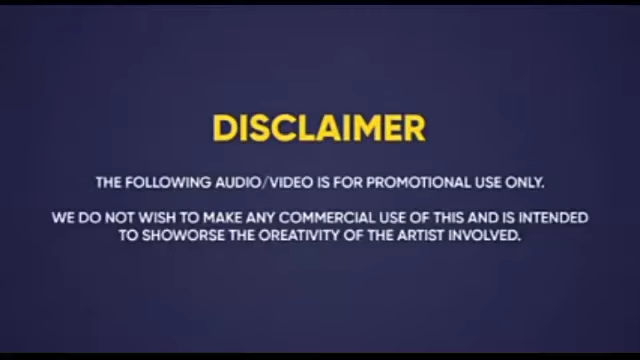 DISCLAIMER
THE FOLLOWING AUDIO/VIDEO IS FOR PROMOTIONAL USE ONLY.
WE DO NOT WISH TO MAKE ANY COMMERCIAL USE OF THIS AND IS INTENDED
TO SHOWORSE THE OREATIVITY OF THE ARTIST INVOLVED.